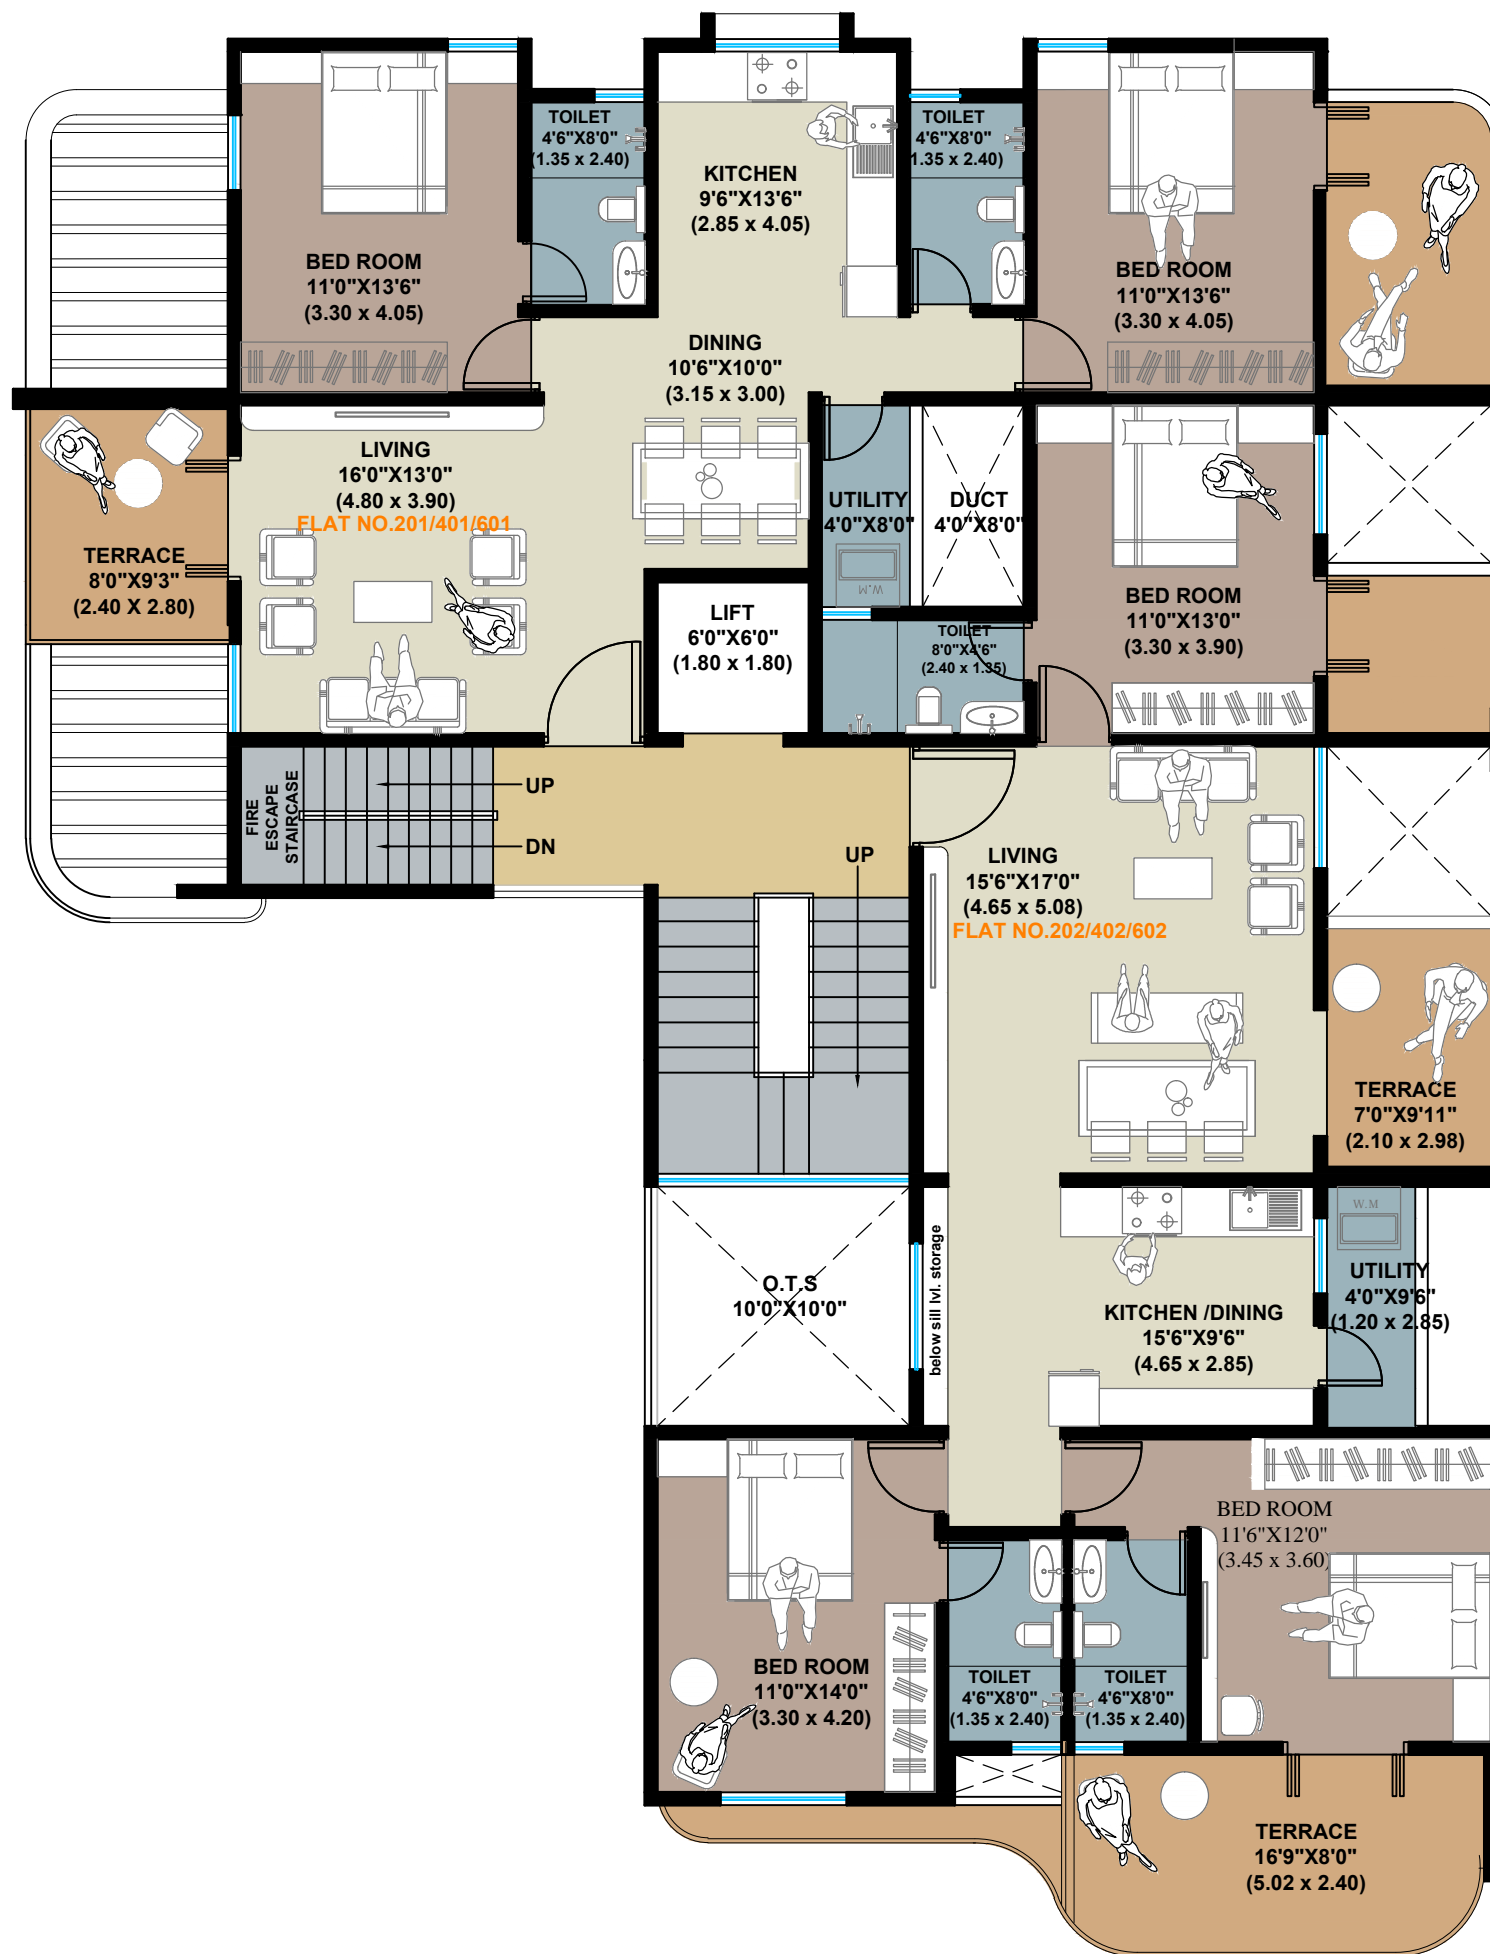 TOILET
4'6"X8'0"
(1.35 x 2.40)
KITCHEN
9'6"X13'6"
(2.85 x 4.05)
TOILET
4'6"X8'0"
1.35 x 2.40)
BED ROOM
11'0"X13'6"
(3.30 x 4.05)
BED ROOM
11'0"X13'6"
(3.30 x 4.05)
DINING
10'6"X10'0"
(3.15 x 3.00)
LIVING
16'0"X13'0"
(4.80 x 3.90)
FLAT NO.201/401/601
TERRACE
8'0"X9'3"
(2.40 X 2.80)
UTILITY
4'0"X8'0"
W.M
DUCT
4'0"X8'0"
LIFT
6'0"X6'0"
(1.80 x 1.80)
BED ROOM
11'0"X13'0"
(3.30 x 3.90)
TOILET
8'0"X4'6"
(2.40 x 1.35)
FIRE
ESCAPE
STAIRCASE
UP
DN
UP
LIVING
15'6"X17'0"
(4.65 x 5.08)
FLAT NO.202/402/602
TERRACE
7'0"X9'11"
(2.10 x 2.98)
O.T.S
10'0"X10'0"
below sill lvl. storage
KITCHEN /DINING
15'6"X9'6"
(4.65 x 2.85)
W.M
UTILITY
4'0"X9'6"
(1.20 x 2.85)
BED ROOM
11'6"X12'0"
(3.45 x 3.60)
BED ROOM
11'0"X14'0"
(3.30 x 4.20)
TOILET
4'6"X8'0"
(1.35 x 2.40)
TOILET
4'6"X8'0"
(1.35 x 2.40)
TERRACE
16'9"X8'0"
(5.02 x 2.40)